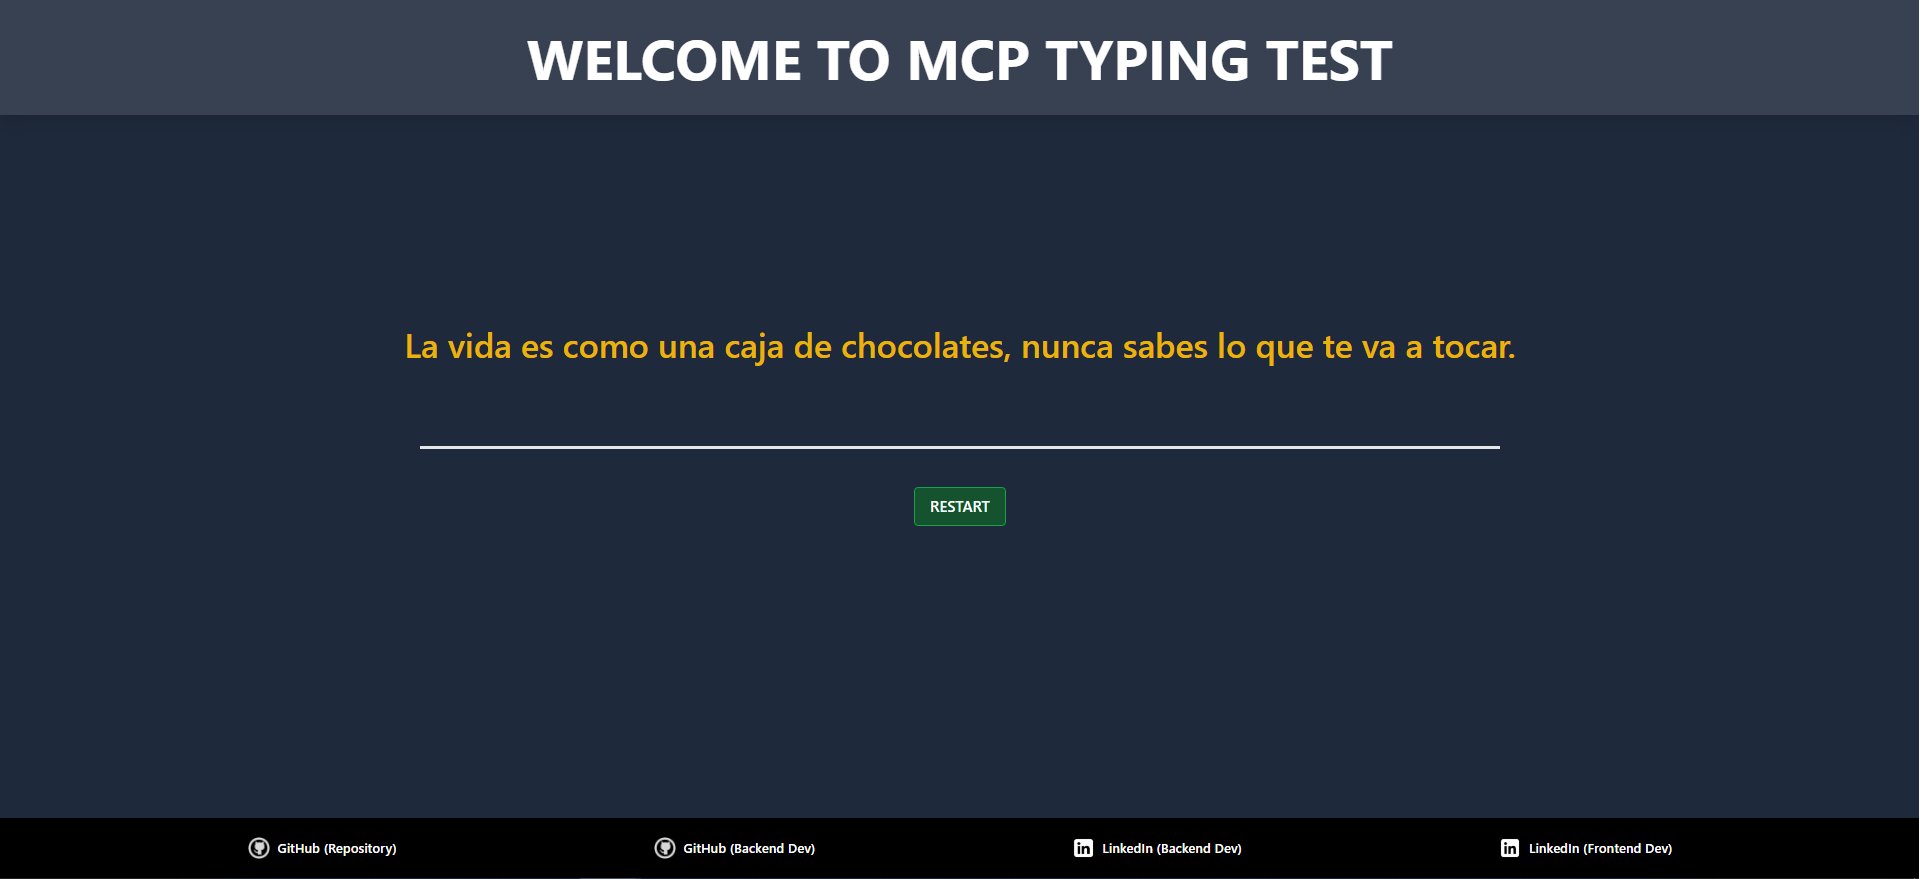 WELCOME TO MCP TYPING TEST
La vida es como una caja de chocolates, nunca sabes lo que te va a tocar.
RESTART
GitHub (Repository)
GitHub (Backend Dev)
LinkedIn (Backend Dev)
LinkedIn (Frontend Dev)